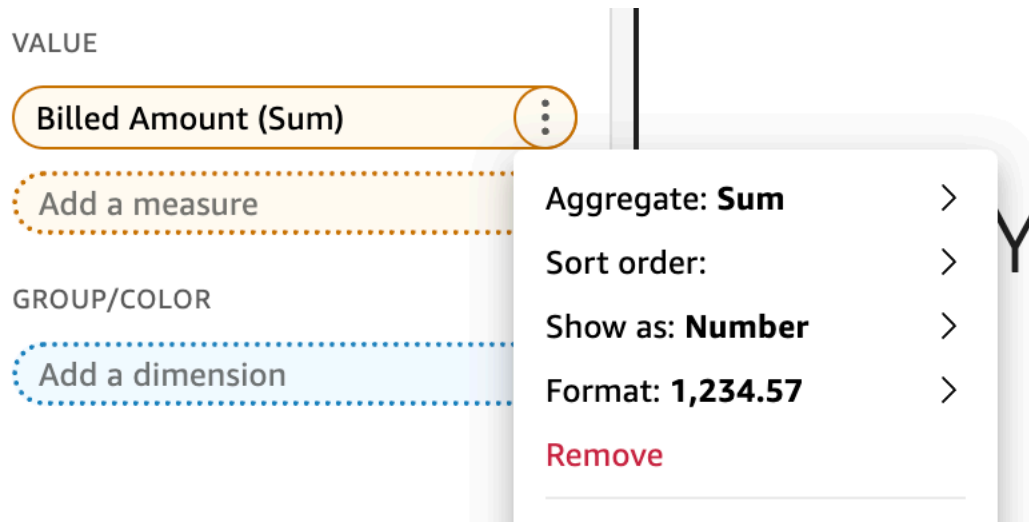 VALUE
Billed Amount (Sum)
Add a measure
GROUP/COLOR
Add a dimension
Aggregate: Sum
Sort order:
Show as: Number
Format: 1,234.57
Remove
Y